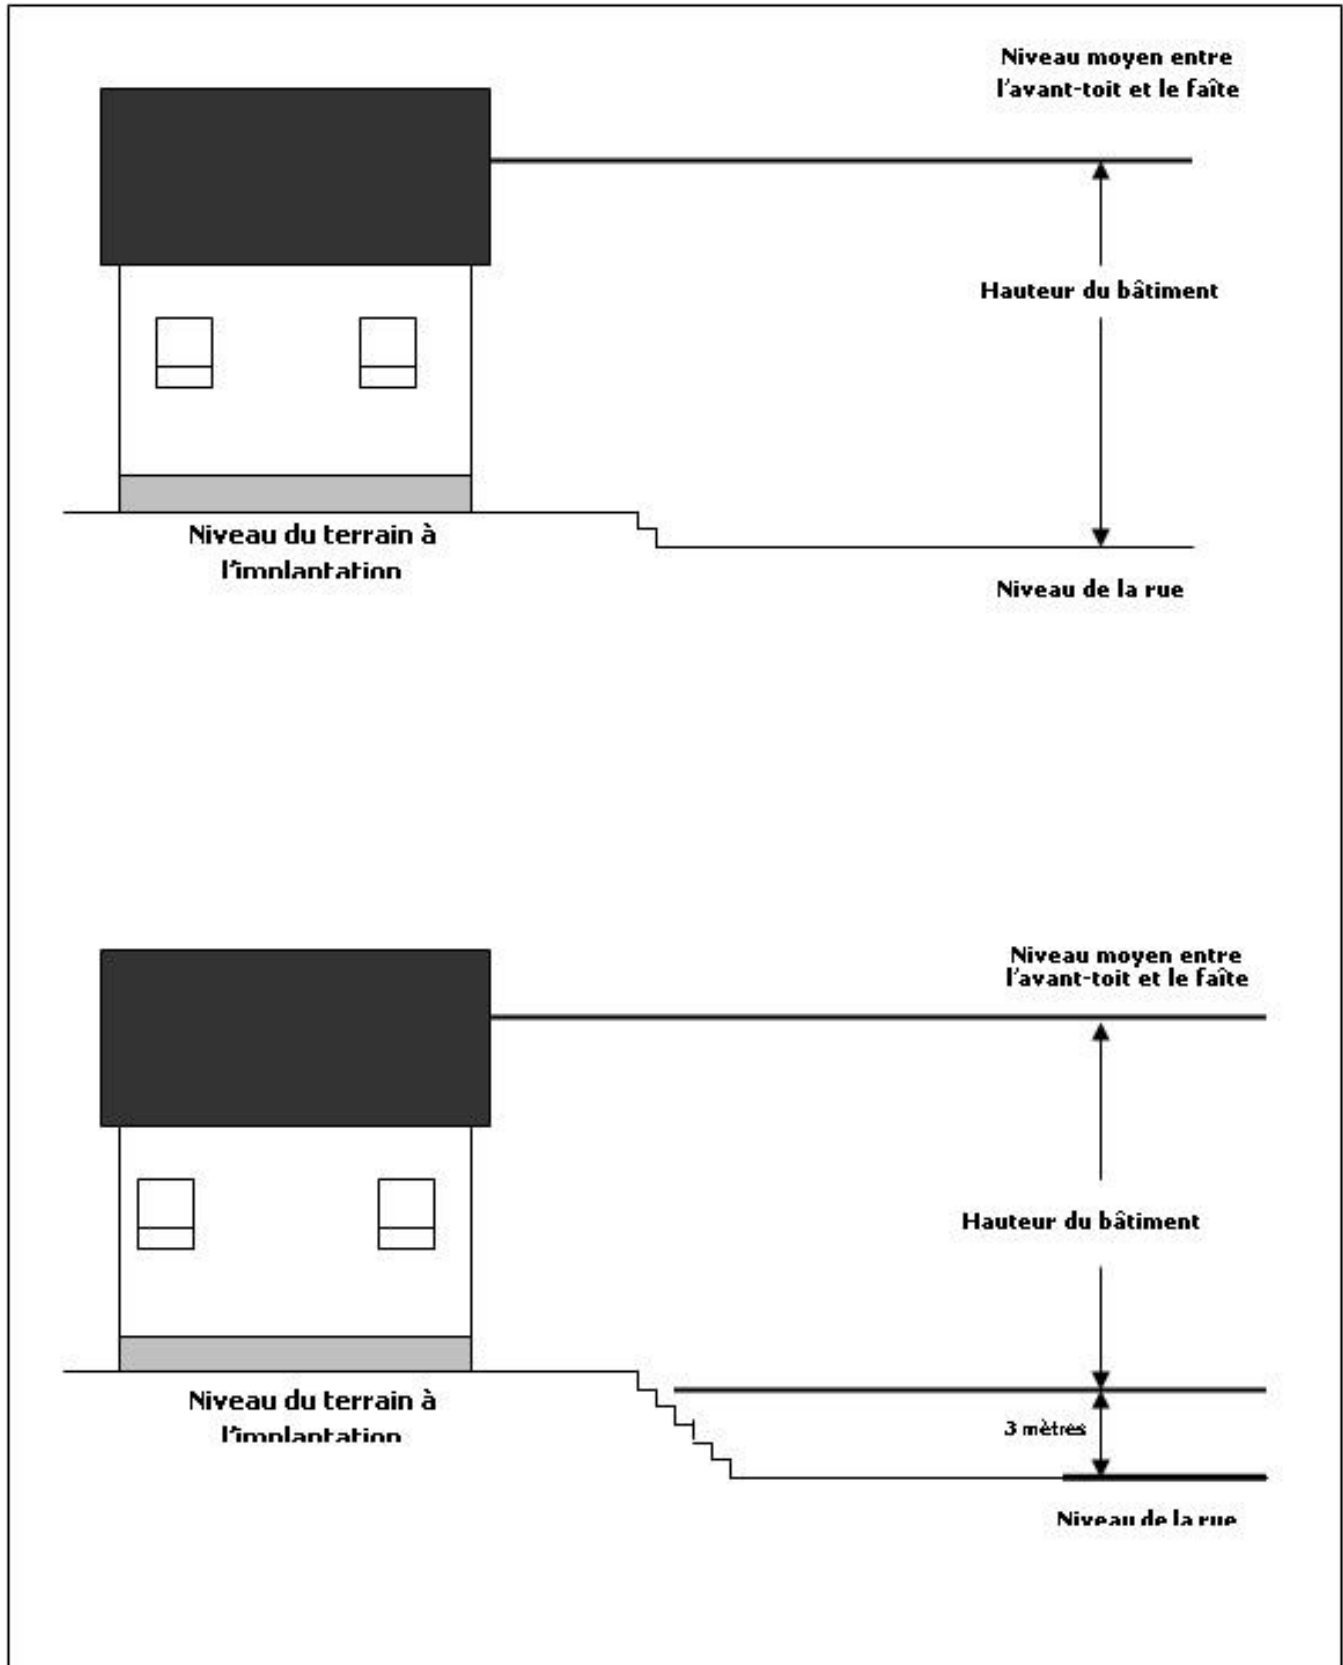 Niveau moyen entre
l'avant-toit et le faîte
Hauteur du bâtiment
Niveau du terrain à
l'implantation
Niveau de la rue
Niveau moyen entre
l'avant-toit et le faîte
Hauteur du bâtiment
Niveau du terrain à
l'implantation
3 mètres
Niveau de la rue